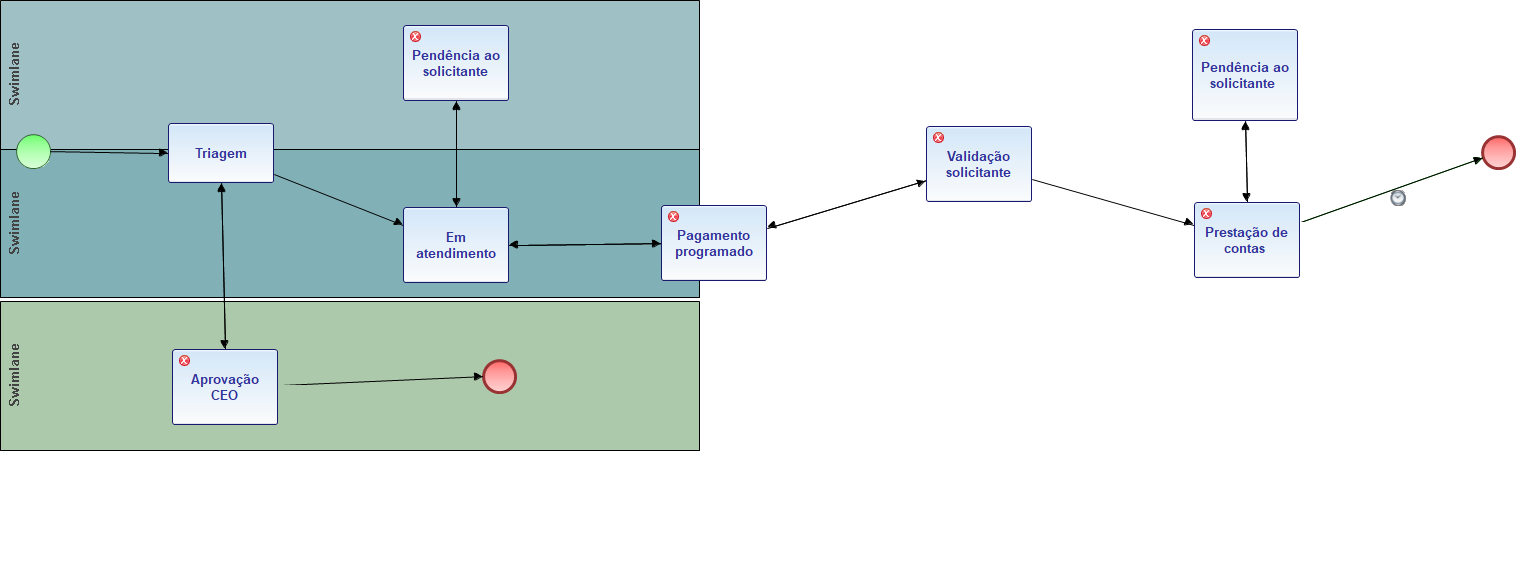 Swimlane
Pendência ao
solicitante
Triagem
Swimlane
Em
atendimento
Pagamento
programado
Validação
solicitante
Pendência ao
solicitante
Prestação de
contas
Swimlane
Aprovação
CEO